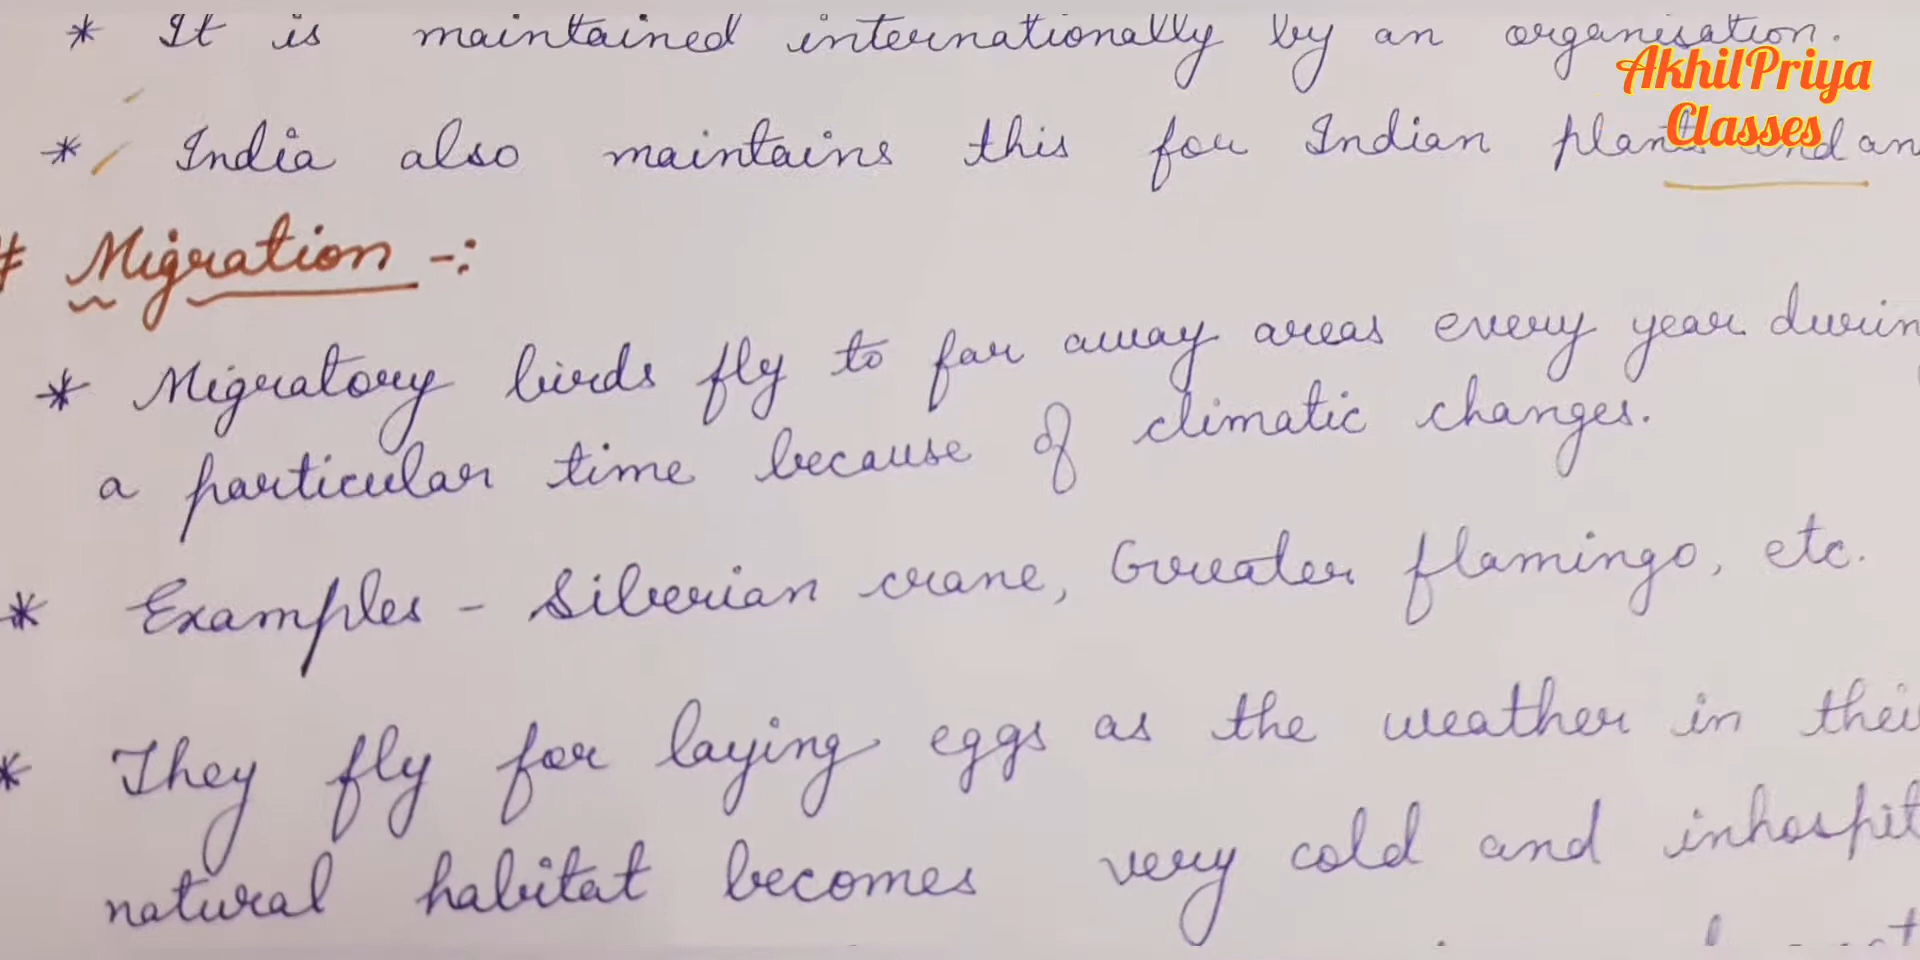 * It is maintained internationally by an organisation.
AkhilPriya
Classes
* India also maintains this for Indian plants and an
# Migration -:
* Migratory birds fly to far away areas every year durin
a particular time because of climatic changes.
* Examples - Siberian crane, Greater flamingo, etc.
* They fly for laying eggs as the weather in thei
natural habitat becomes very cold and inhospit